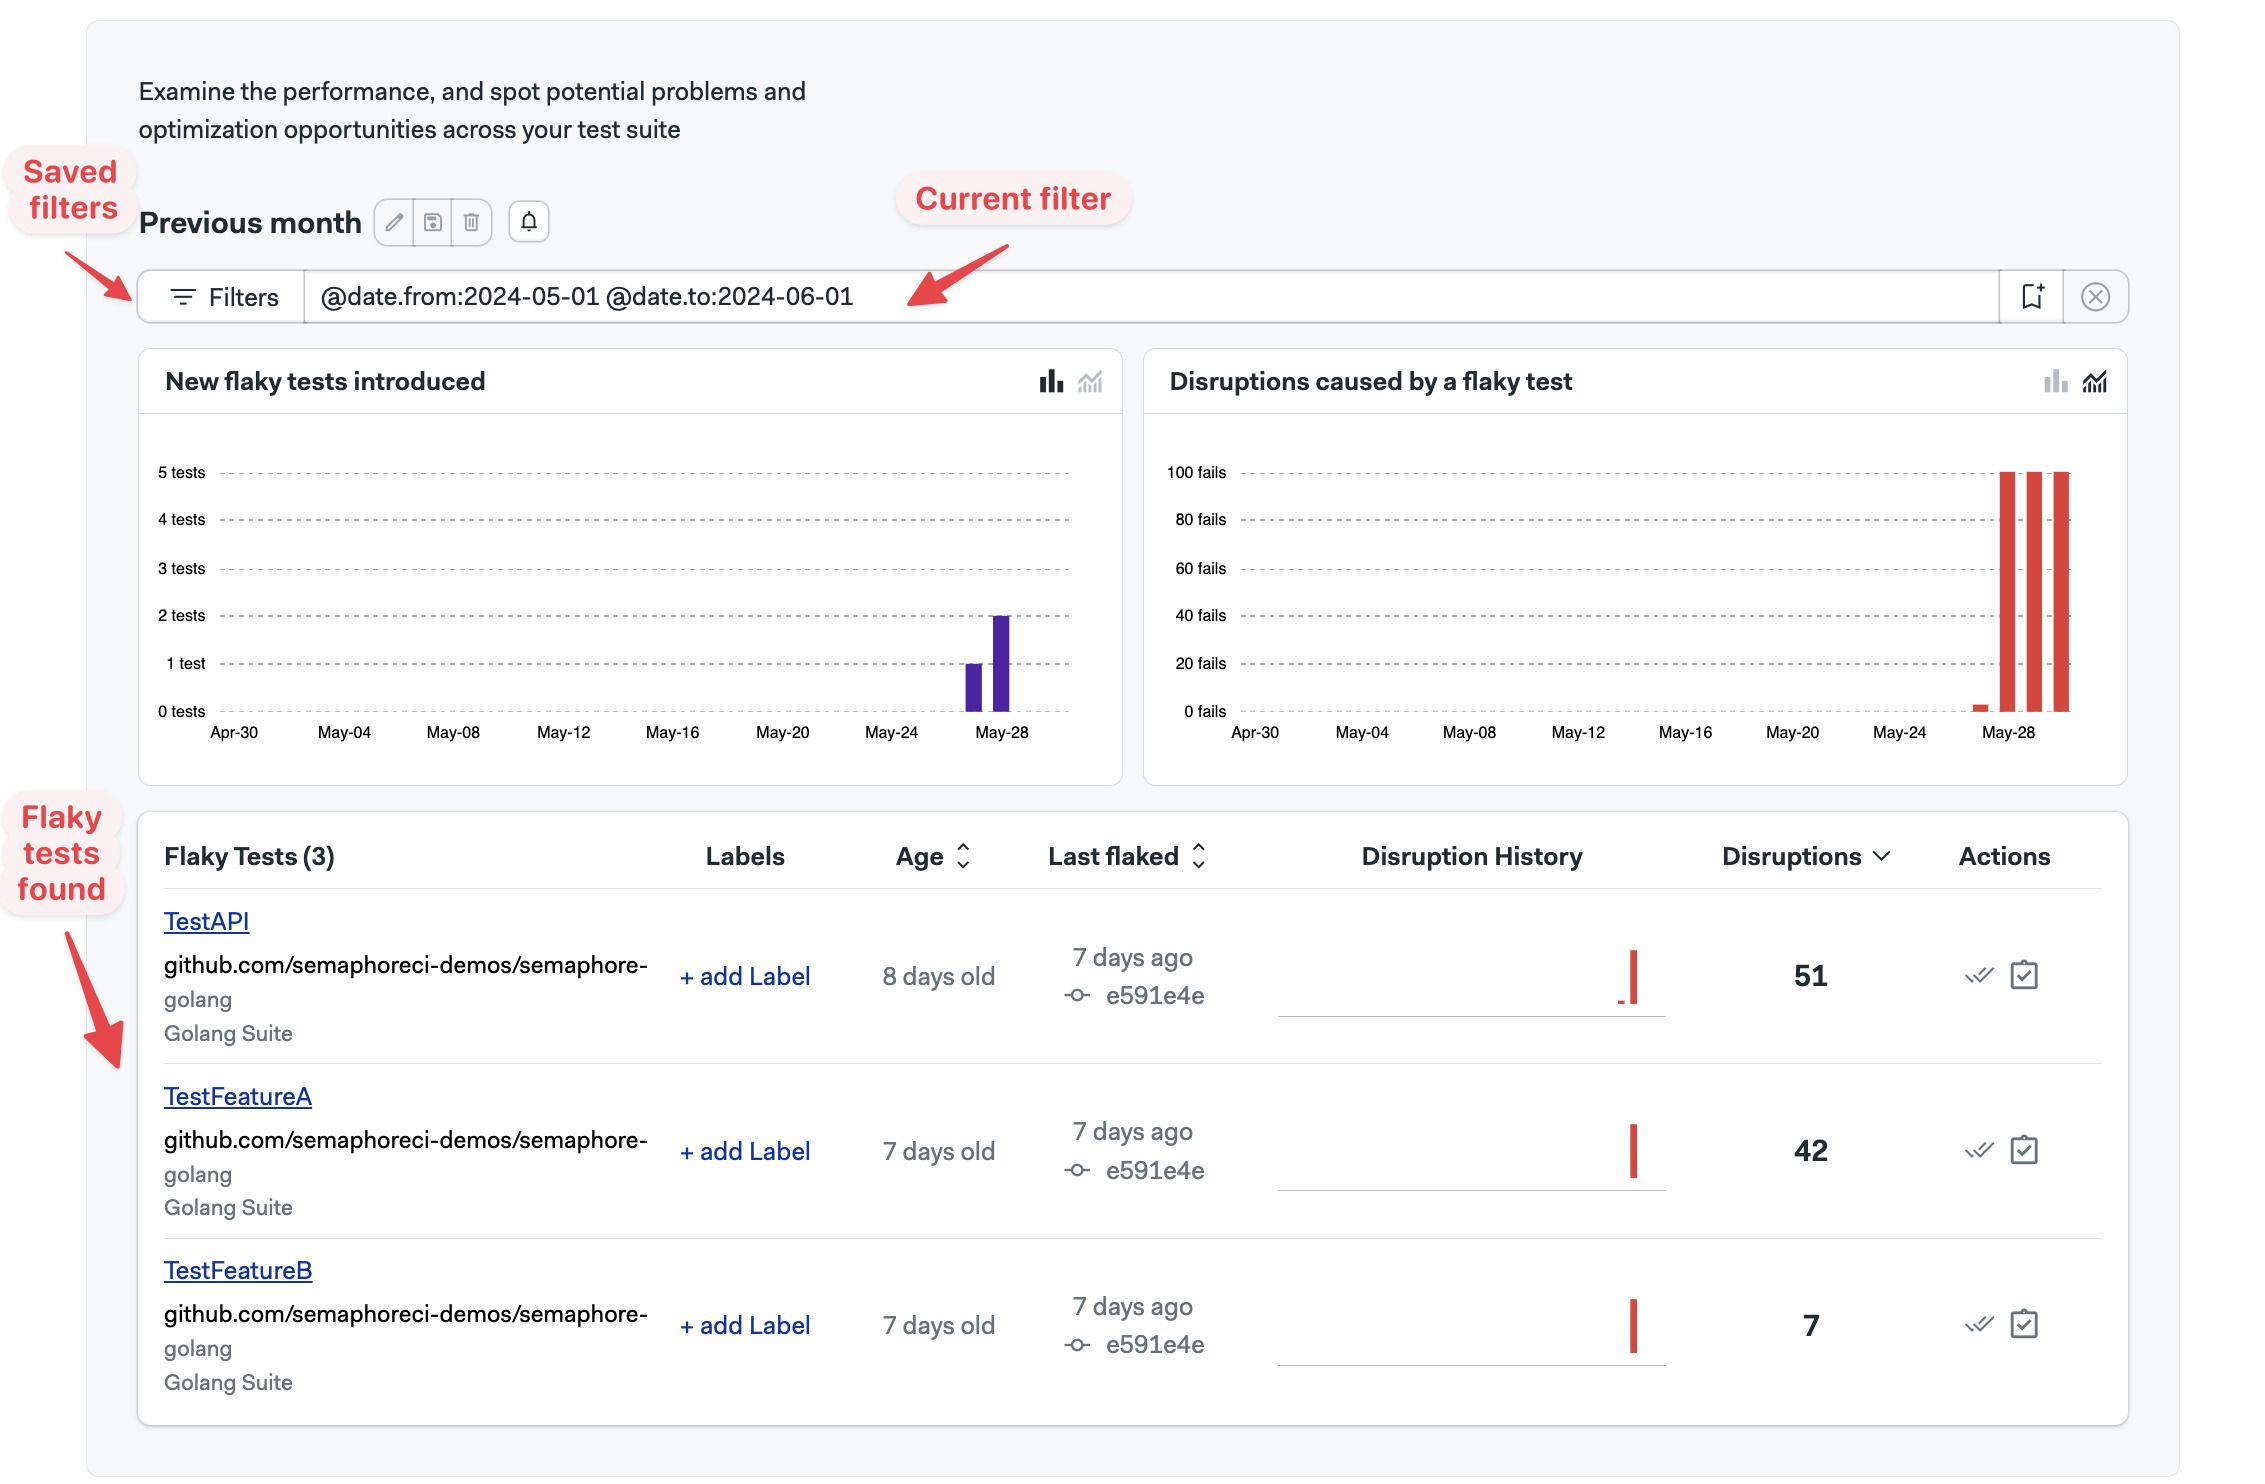 Examine the performance, and spot potential problems and
optimization opportunities across your test suite
Saved
filters
Current filter
Previous month
Filters
@date.from:2024-05-01 @date.to:2024-06-01
New flaky tests introduced
5 tests
4 tests
3 tests
2 tests
1 test
0 tests
Apr-30 May-04 May-08 May-12 May-16 May-20 May-24 May-28
Disruptions caused by a flaky test
100 fails
80 fails
60 fails
40 fails
20 fails
0 fails
Apr-30 May-04 May-08 May-12 May-16 May-20 May-24 May-28
Flaky
tests
found
Flaky Tests (3) Labels Age Last flaked Disruption History Disruptions Actions
TestAPI
github.com/semaphoreci-demos/semaphore-
golang
Golang Suite
+ add Label
8 days old
7 days ago
e591e4e
51
TestFeatureA
github.com/semaphoreci-demos/semaphore-
golang
Golang Suite
+ add Label
7 days old
7 days ago
e591e4e
42
TestFeatureB
github.com/semaphoreci-demos/semaphore-
golang
Golang Suite
+ add Label
7 days old
7 days ago
e591e4e
7